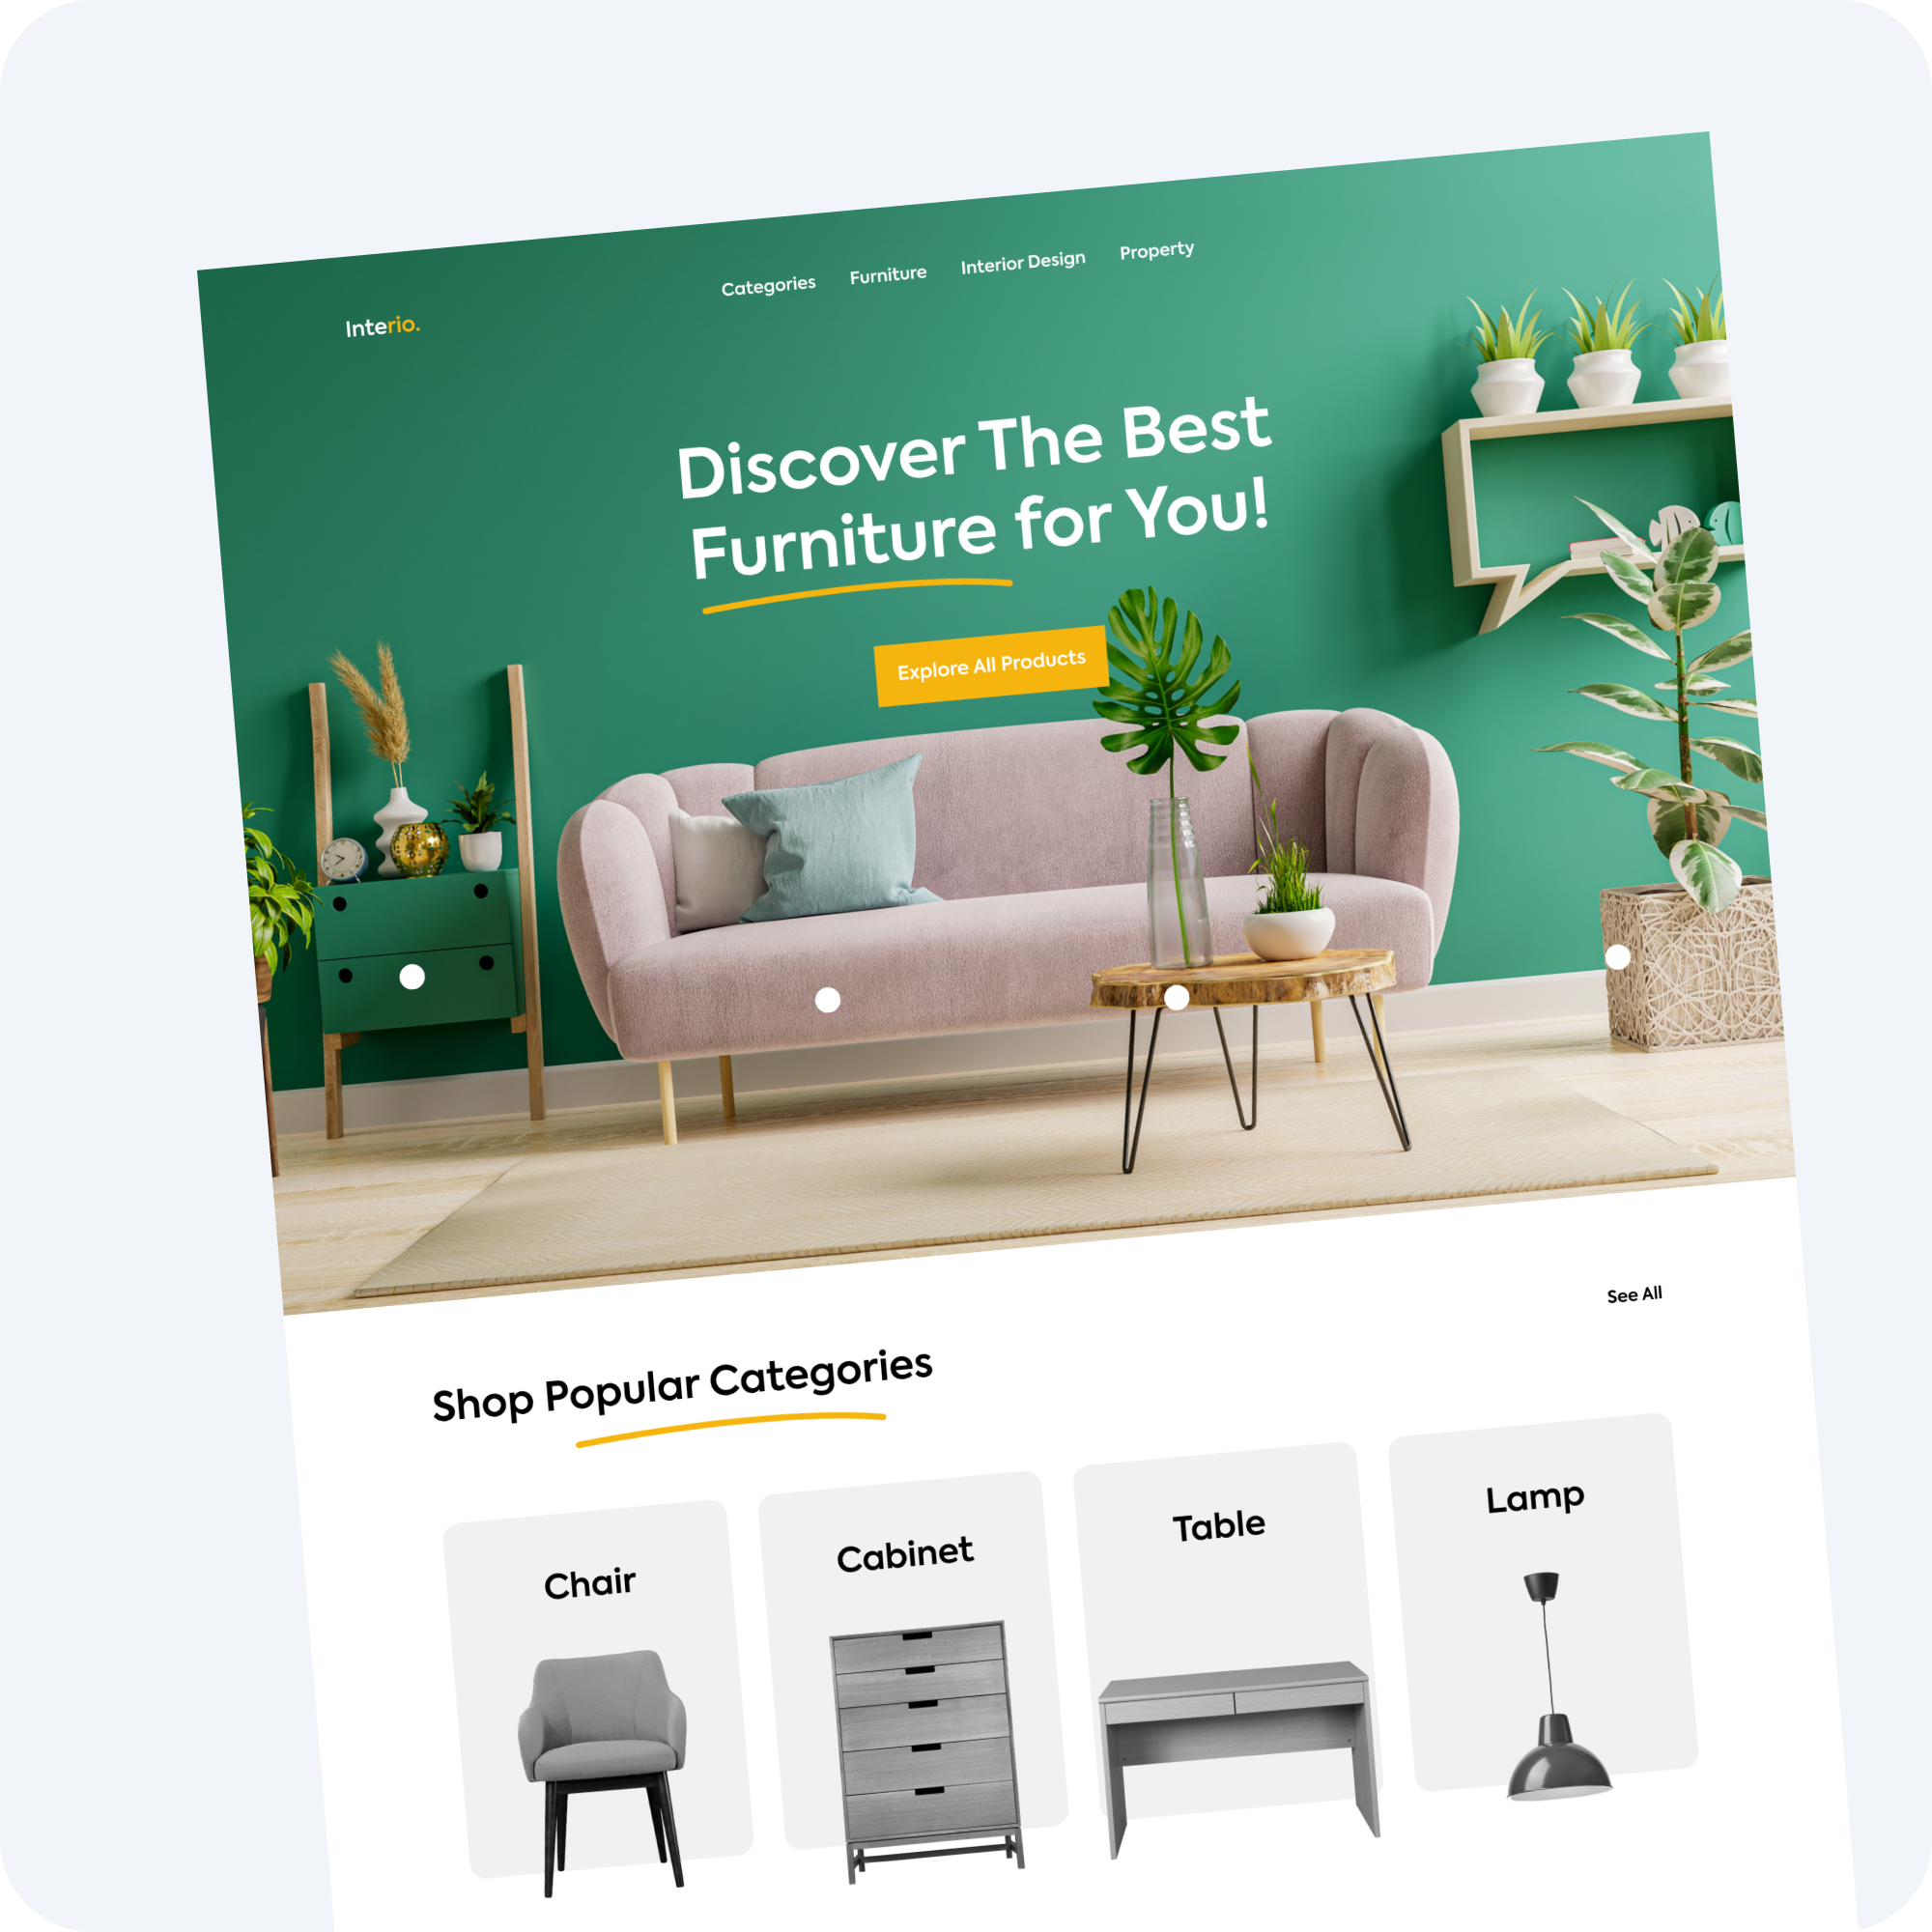 Interio.
Categories Furniture Interior Design Property
Discover The Best
Furniture for You!
Explore All Products
Shop Popular Categories
See All
Chair
Cabinet
Table
Lamp